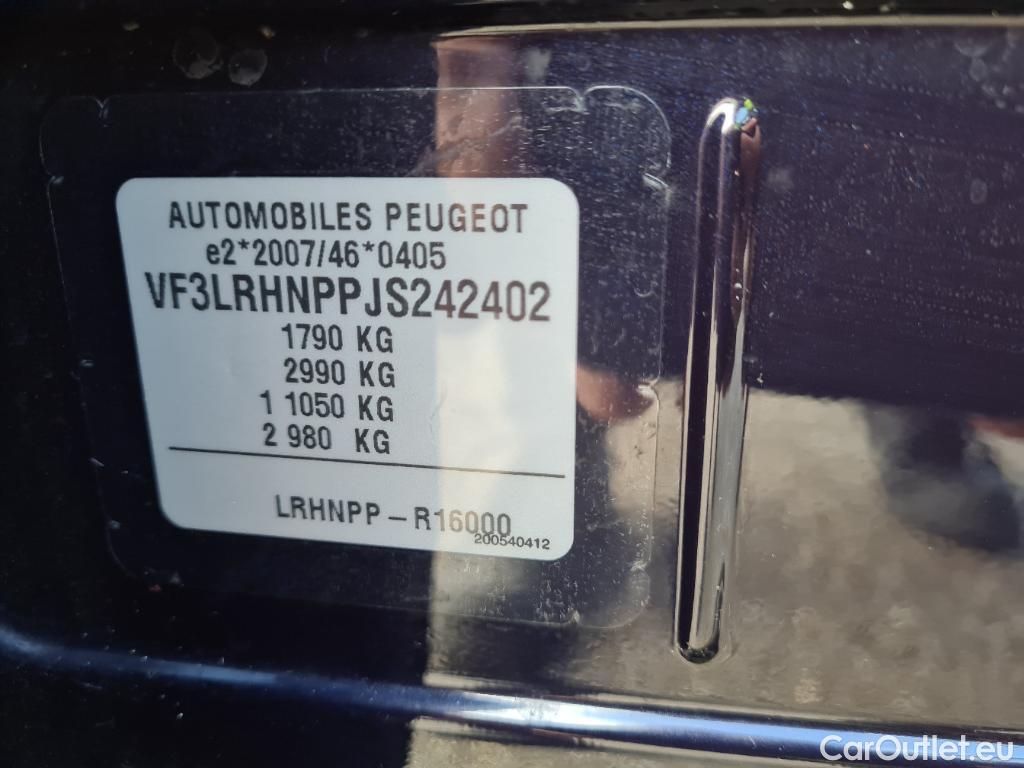 AUTOMOBILES PEUGEOT
e2*2007/46*0405
VF3LRHNPPJS242402
1790 KG
2990 KG
1 1050 KG
2 980 KG
LRHNPP – R16000
200540412
CarOutlet.eu